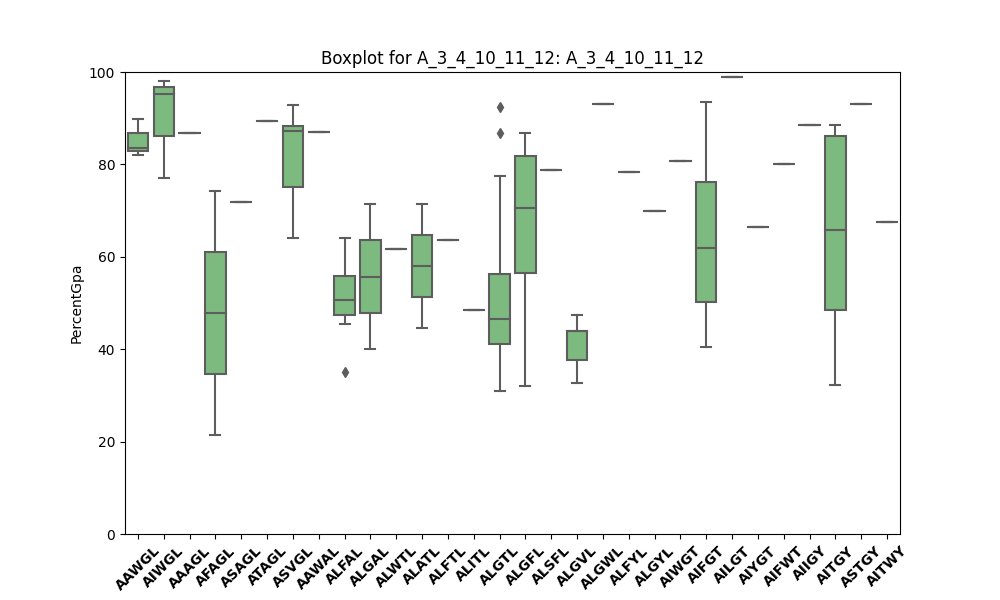 Boxplot for A_3_4_10_11_12: A_3_4_10_11_12
PercentGpa
100
80
60
40
20
0
AAWGL
AIWGL
AAAGL
AFAGL
ASAGL
ATAGL
ASVGL
AAWAL
ALFAL
ALGAL
ALWTL
ALATL
ALFTL
ALITL
ALGTL
ALGFL
ALSFL
ALGVL
ALGWL
ALFYL
ALGYL
AIWGT
AIFGT
AILGT
AIYGT
AIFWT
AIIGY
AITGY
ASTGY
AITWY